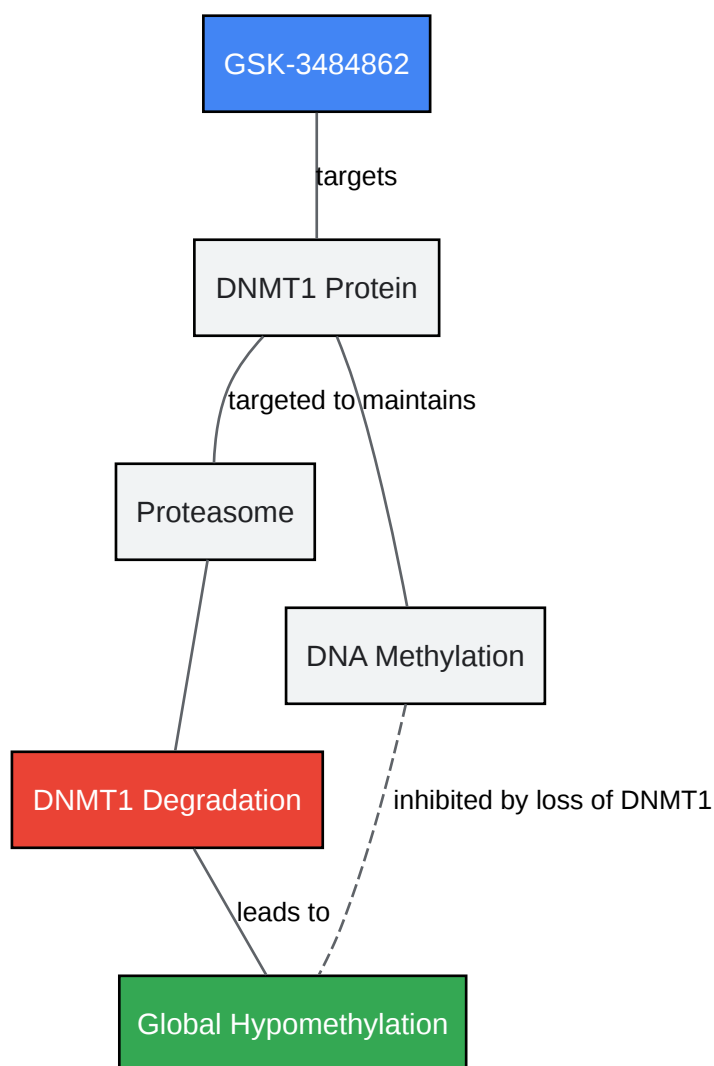 GSK-3484862
targets
DNMT1 Protein
targeted to
maintains
Proteasome
DNA Methylation
DNMT1 Degradation
inhibited by loss of DNMT1
leads to
Global Hypomethylation